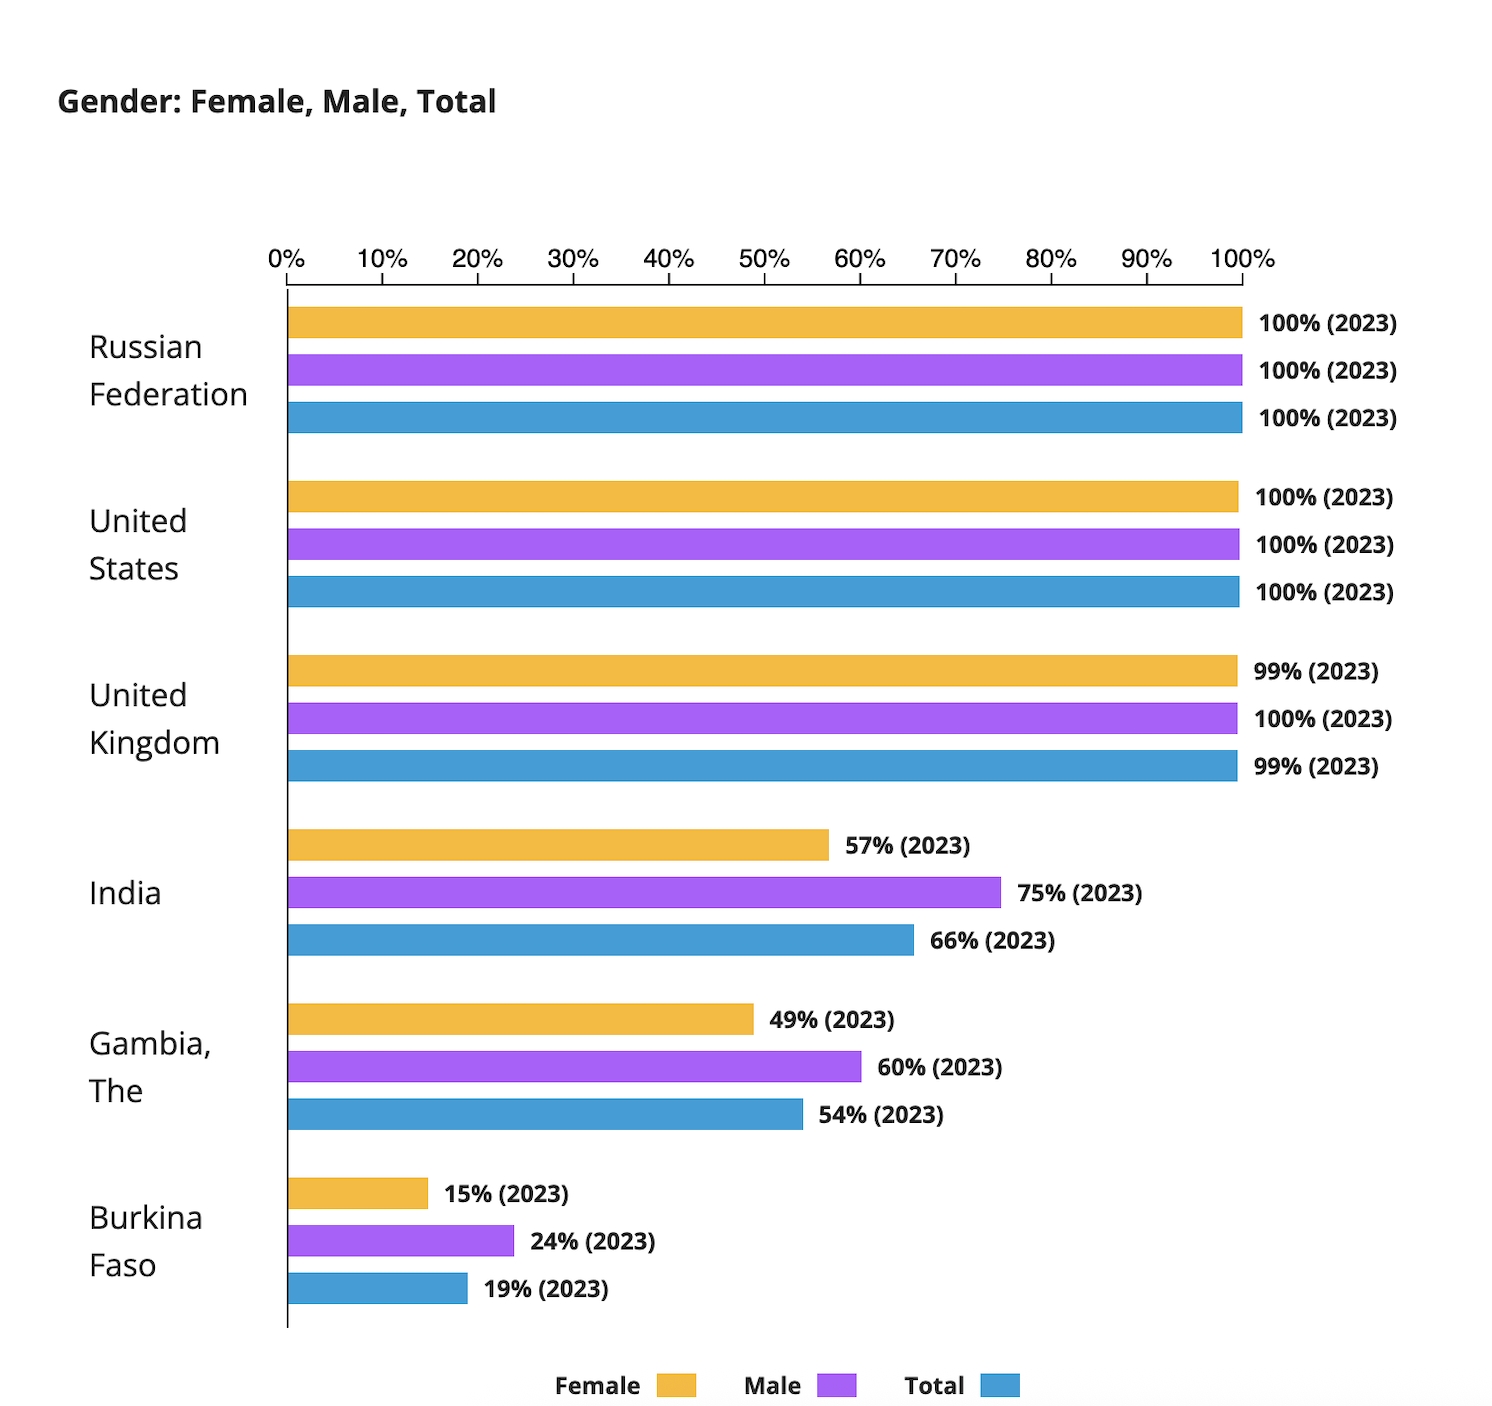 Gender: Female, Male, Total
0% 10% 20% 30% 40% 50% 60% 70% 80% 90% 100%
Russian
Federation
100% (2023)
100% (2023)
100% (2023)
United
States
100% (2023)
100% (2023)
100% (2023)
United
Kingdom
99% (2023)
100% (2023)
99% (2023)
India
57% (2023)
75% (2023)
66% (2023)
Gambia,
The
49% (2023)
60% (2023)
54% (2023)
Burkina
Faso
15% (2023)
24% (2023)
19% (2023)
Female Male Total